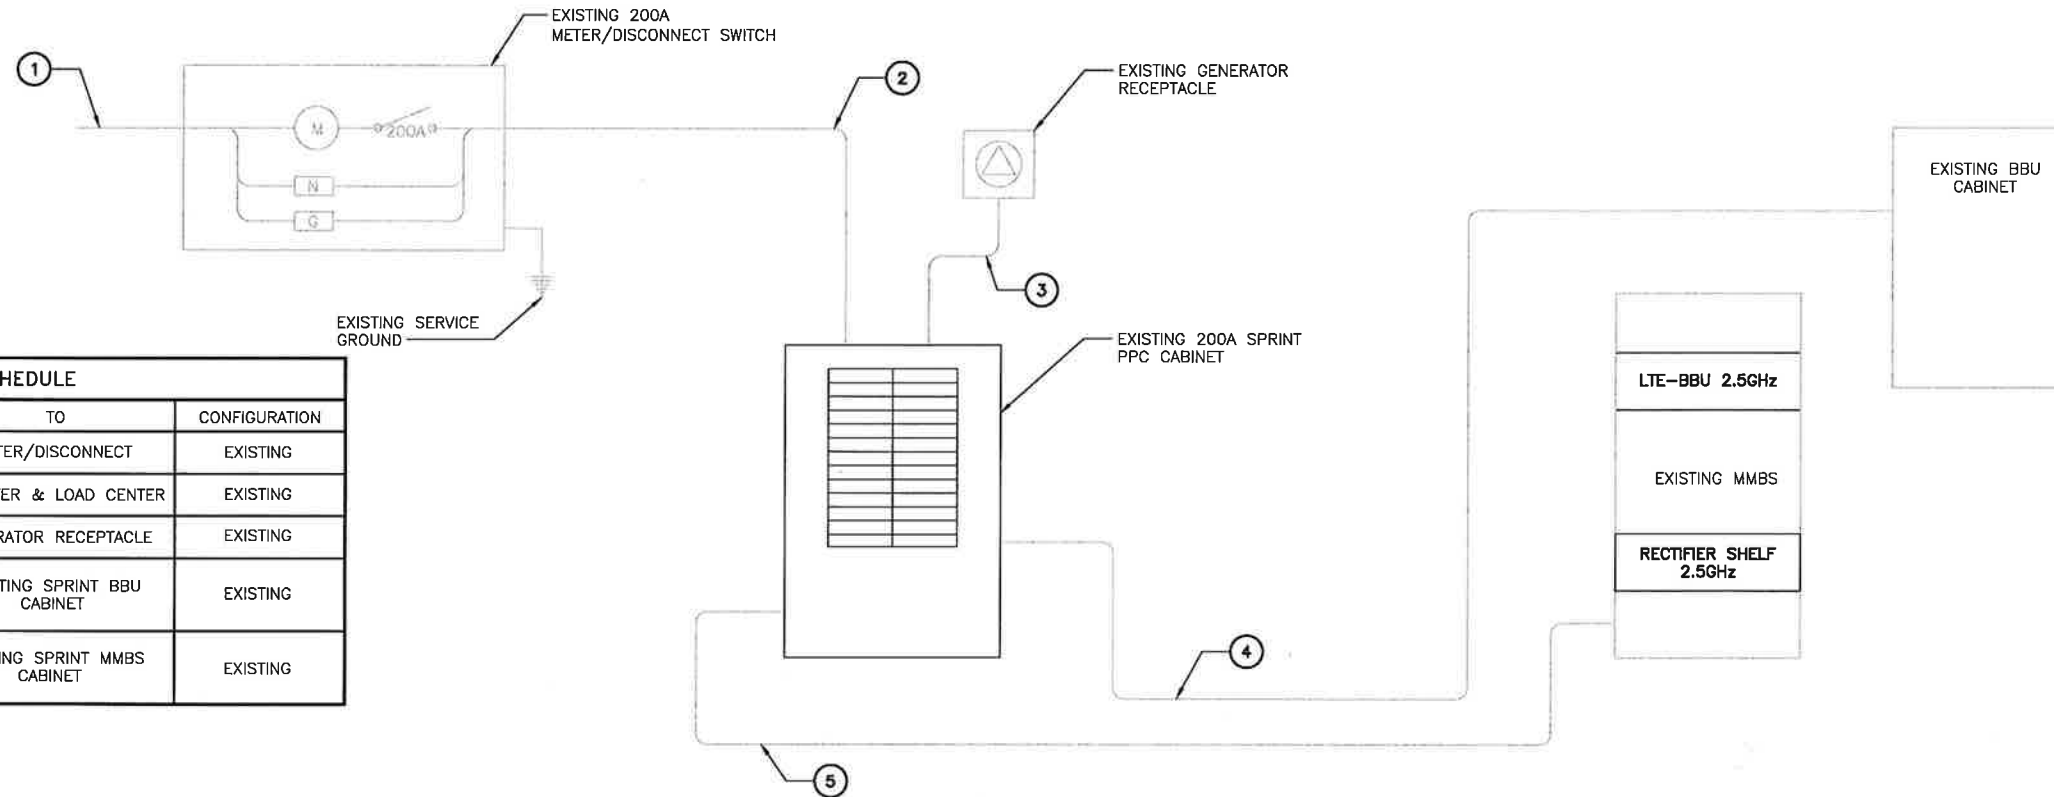 EXISTING 200A
METER/DISCONNECT SWITCH
1
2
EXISTING GENERATOR
RECEPTACLE
M
200A
N
G
EXISTING BBU
CABINET
3
EXISTING SERVICE
GROUND
EXISTING 200A SPRINT
PPC CABINET
LTE-BBU 2.5GHz
EXISTING MMBS
RECTIFIER SHELF
2.5GHz
4
5
HEDULE
TO
CONFIGURATION
TER/DISCONNECT
EXISTING
TER & LOAD CENTER
EXISTING
RATOR RECEPTACLE
EXISTING
TING SPRINT BBU
CABINET
EXISTING
ING SPRINT MMBS
CABINET
EXISTING